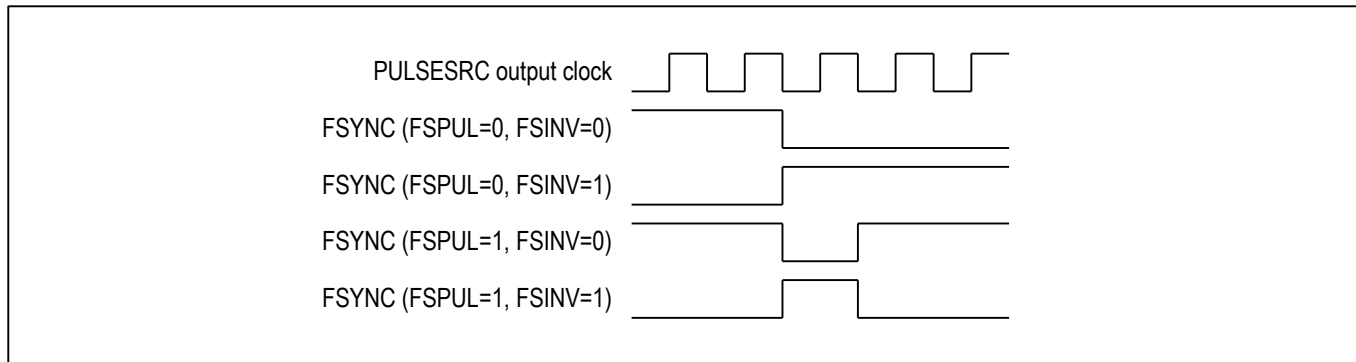 PULSESRC output clock
FSYNC (FSPUL=0, FSINV=0)
FSYNC (FSPUL=0, FSINV=1)
FSYNC (FSPUL=1, FSINV=0)
FSYNC (FSPUL=1, FSINV=1)